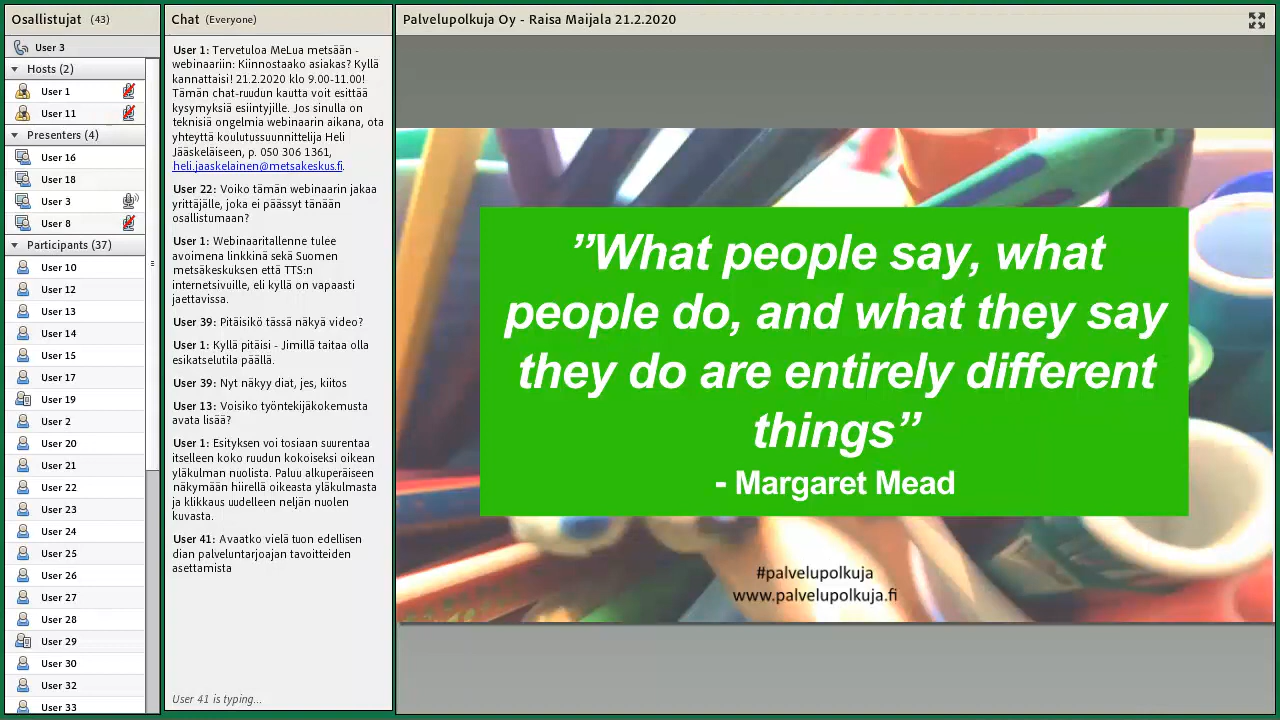 Osallistujat (43)
User 3
Hosts (2)
User 1
User 11
Presenters (4)
User 16
User 18
User 3
User 8
Participants (37)
User 10
User 12
User 13
User 14
User 15
User 17
User 19
User 2
User 20
User 21
User 22
User 23
User 24
User 25
User 26
User 27
User 28
User 29
User 30
User 32
User 33
Chat (Everyone)
User 1: Tervetuloa MeLua metsään -
webinaariin: Kiinnostaako asiakas? Kyllä
kannattaisi! 21.2.2020 klo 9.00-11.00!
Tämän chat-ruudun kautta voit esittää
kysymyksiä esiintyjille. Jos sinulla on
teknisiä ongelmia webinaarin aikana, ota
yhteyttä koulutussuunnittelija Heli
Jääskeläiseen, p. 050 306 1361,
heli.jaaskelainen@metsakeskus.fi.
User 22: Voiko tämän webinaarin jakaa
yrittäjälle, joka ei päässyt tänään
osallistumaan?
User 1: Webinaaritallenne tulee
avoimena linkkinä sekä Suomen
metsäkeskuksen että TTS:n
internetsivuille, eli kyllä on vapaasti
jaettavissa.
User 39: Pitäisikö tässä näkyä video?
User 1: Kyllä pitäisi - Jimillä taitaa olla
esikatselutila päällä.
User 39: Nyt näkyy diat, jes, kiitos
User 13: Voisiko työntekijäkokemusta
avata lisää?
User 1: Esityksen voi tosiaan suurentaa
itselleen koko ruudun kokoiseksi oikean
yläkulman nuolista. Paluu alkuperäiseen
näkymään hiirellä oikeasta yläkulmasta
ja klikkaus uudelleen neljän nuolen
kuvasta.
User 41: Avaatko vielä tuon edellisen
dian palveluntarjoajan tavoitteiden
asettamista
User 41 is typing...
Palvelupolkuja Oy - Raisa Maijala 21.2.2020
”What people say, what
people do, and what they say
they do are entirely different
things”
- Margaret Mead
#palvelupolkuja
www.palvelupolkuja.fi